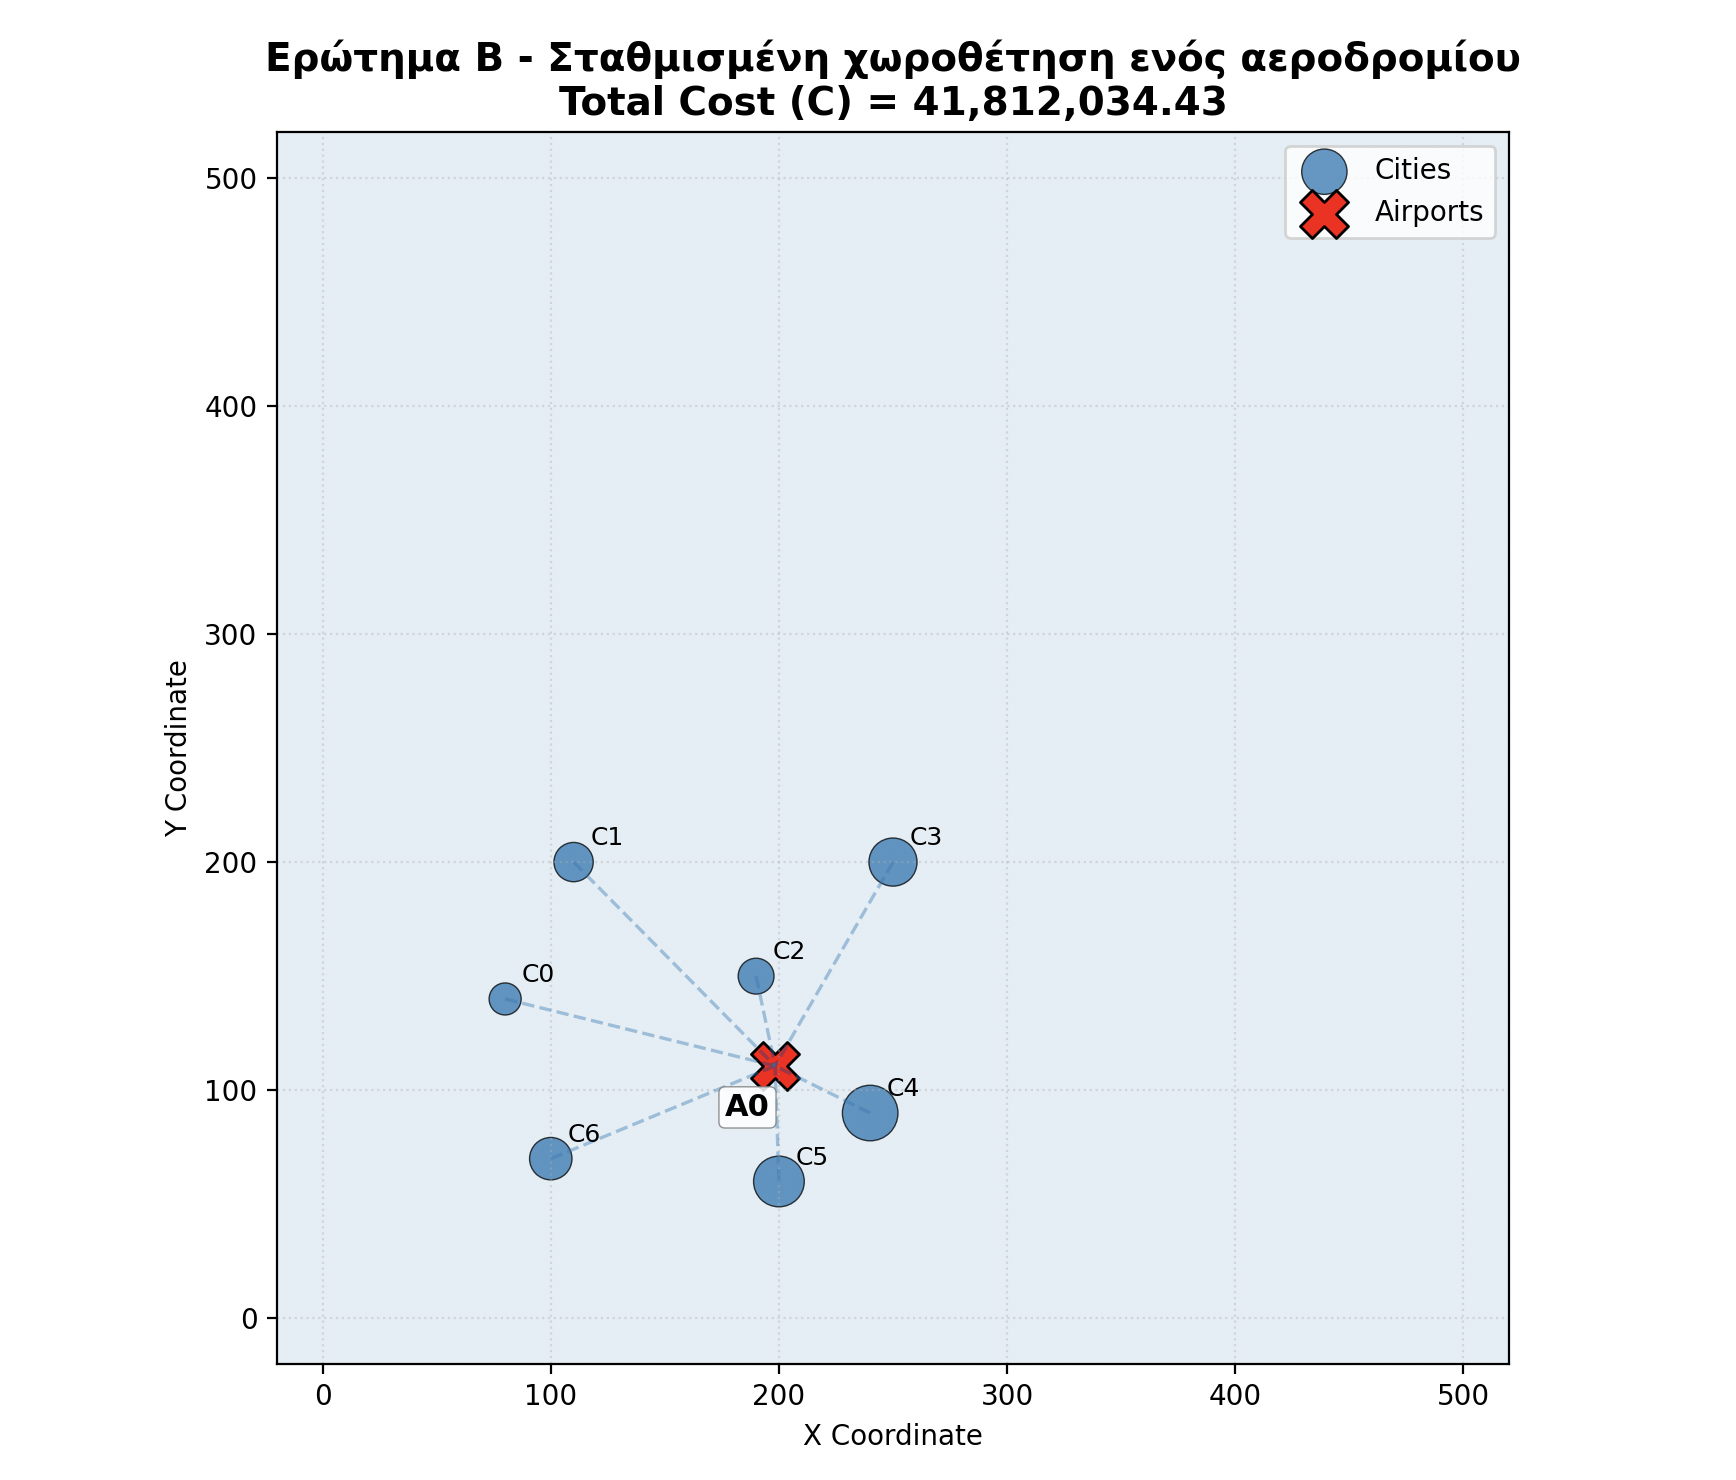 Ερώτημα Β - Σταθμισμένη χωροθέτηση ενός αεροδρομίου
Total Cost (C) = 41,812,034.43
Cities
Airports
500
400
300
200
100
0
Y Coordinate
C1
C3
C2
C0
A0
C4
C6
C5
0
100
200
300
400
500
X Coordinate